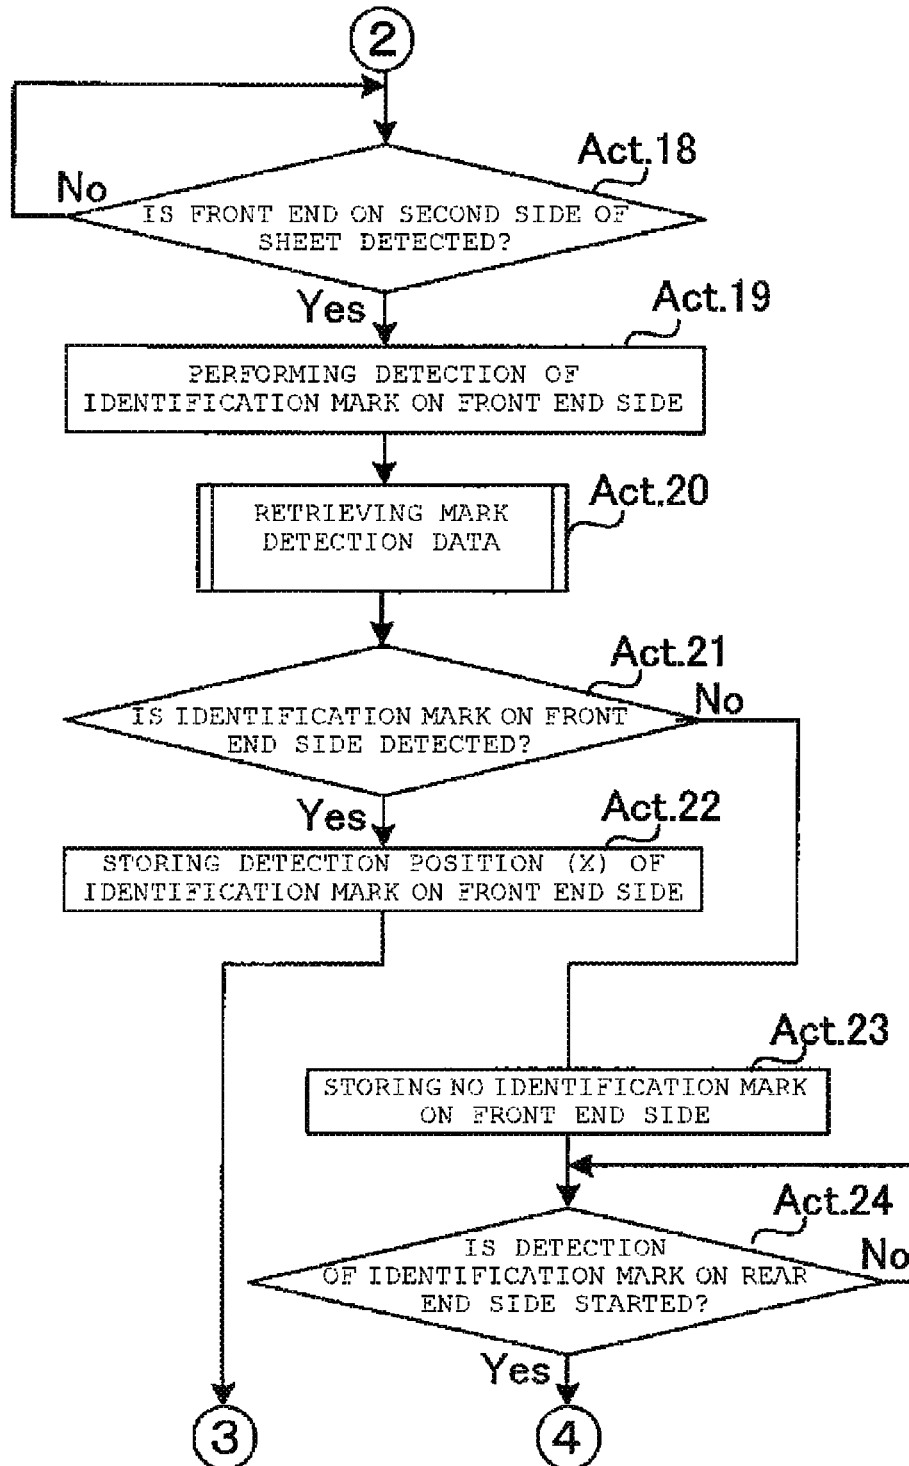 2
Act.18
No
IS FRONT END ON SECOND SIDE OF
SHEET DETECTED?
Yes
Act.19
PERFORMING DETECTION OF
IDENTIFICATION MARK ON FRONT END SIDE
Act.20
RETRIEVING MARK
DETECTION DATA
Act.21
No
IS IDENTIFICATION MARK ON FRONT
END SIDE DETECTED?
Yes
Act.22
STORING DETECTION POSITION (X) OF
IDENTIFICATION MARK ON FRONT END SIDE
Act.23
STORING NO IDENTIFICATION MARK
ON FRONT END SIDE
Act.24
IS DETECTION
No
OF IDENTIFICATION MARK ON REAR
END SIDE STARTED?
Yes
3
4